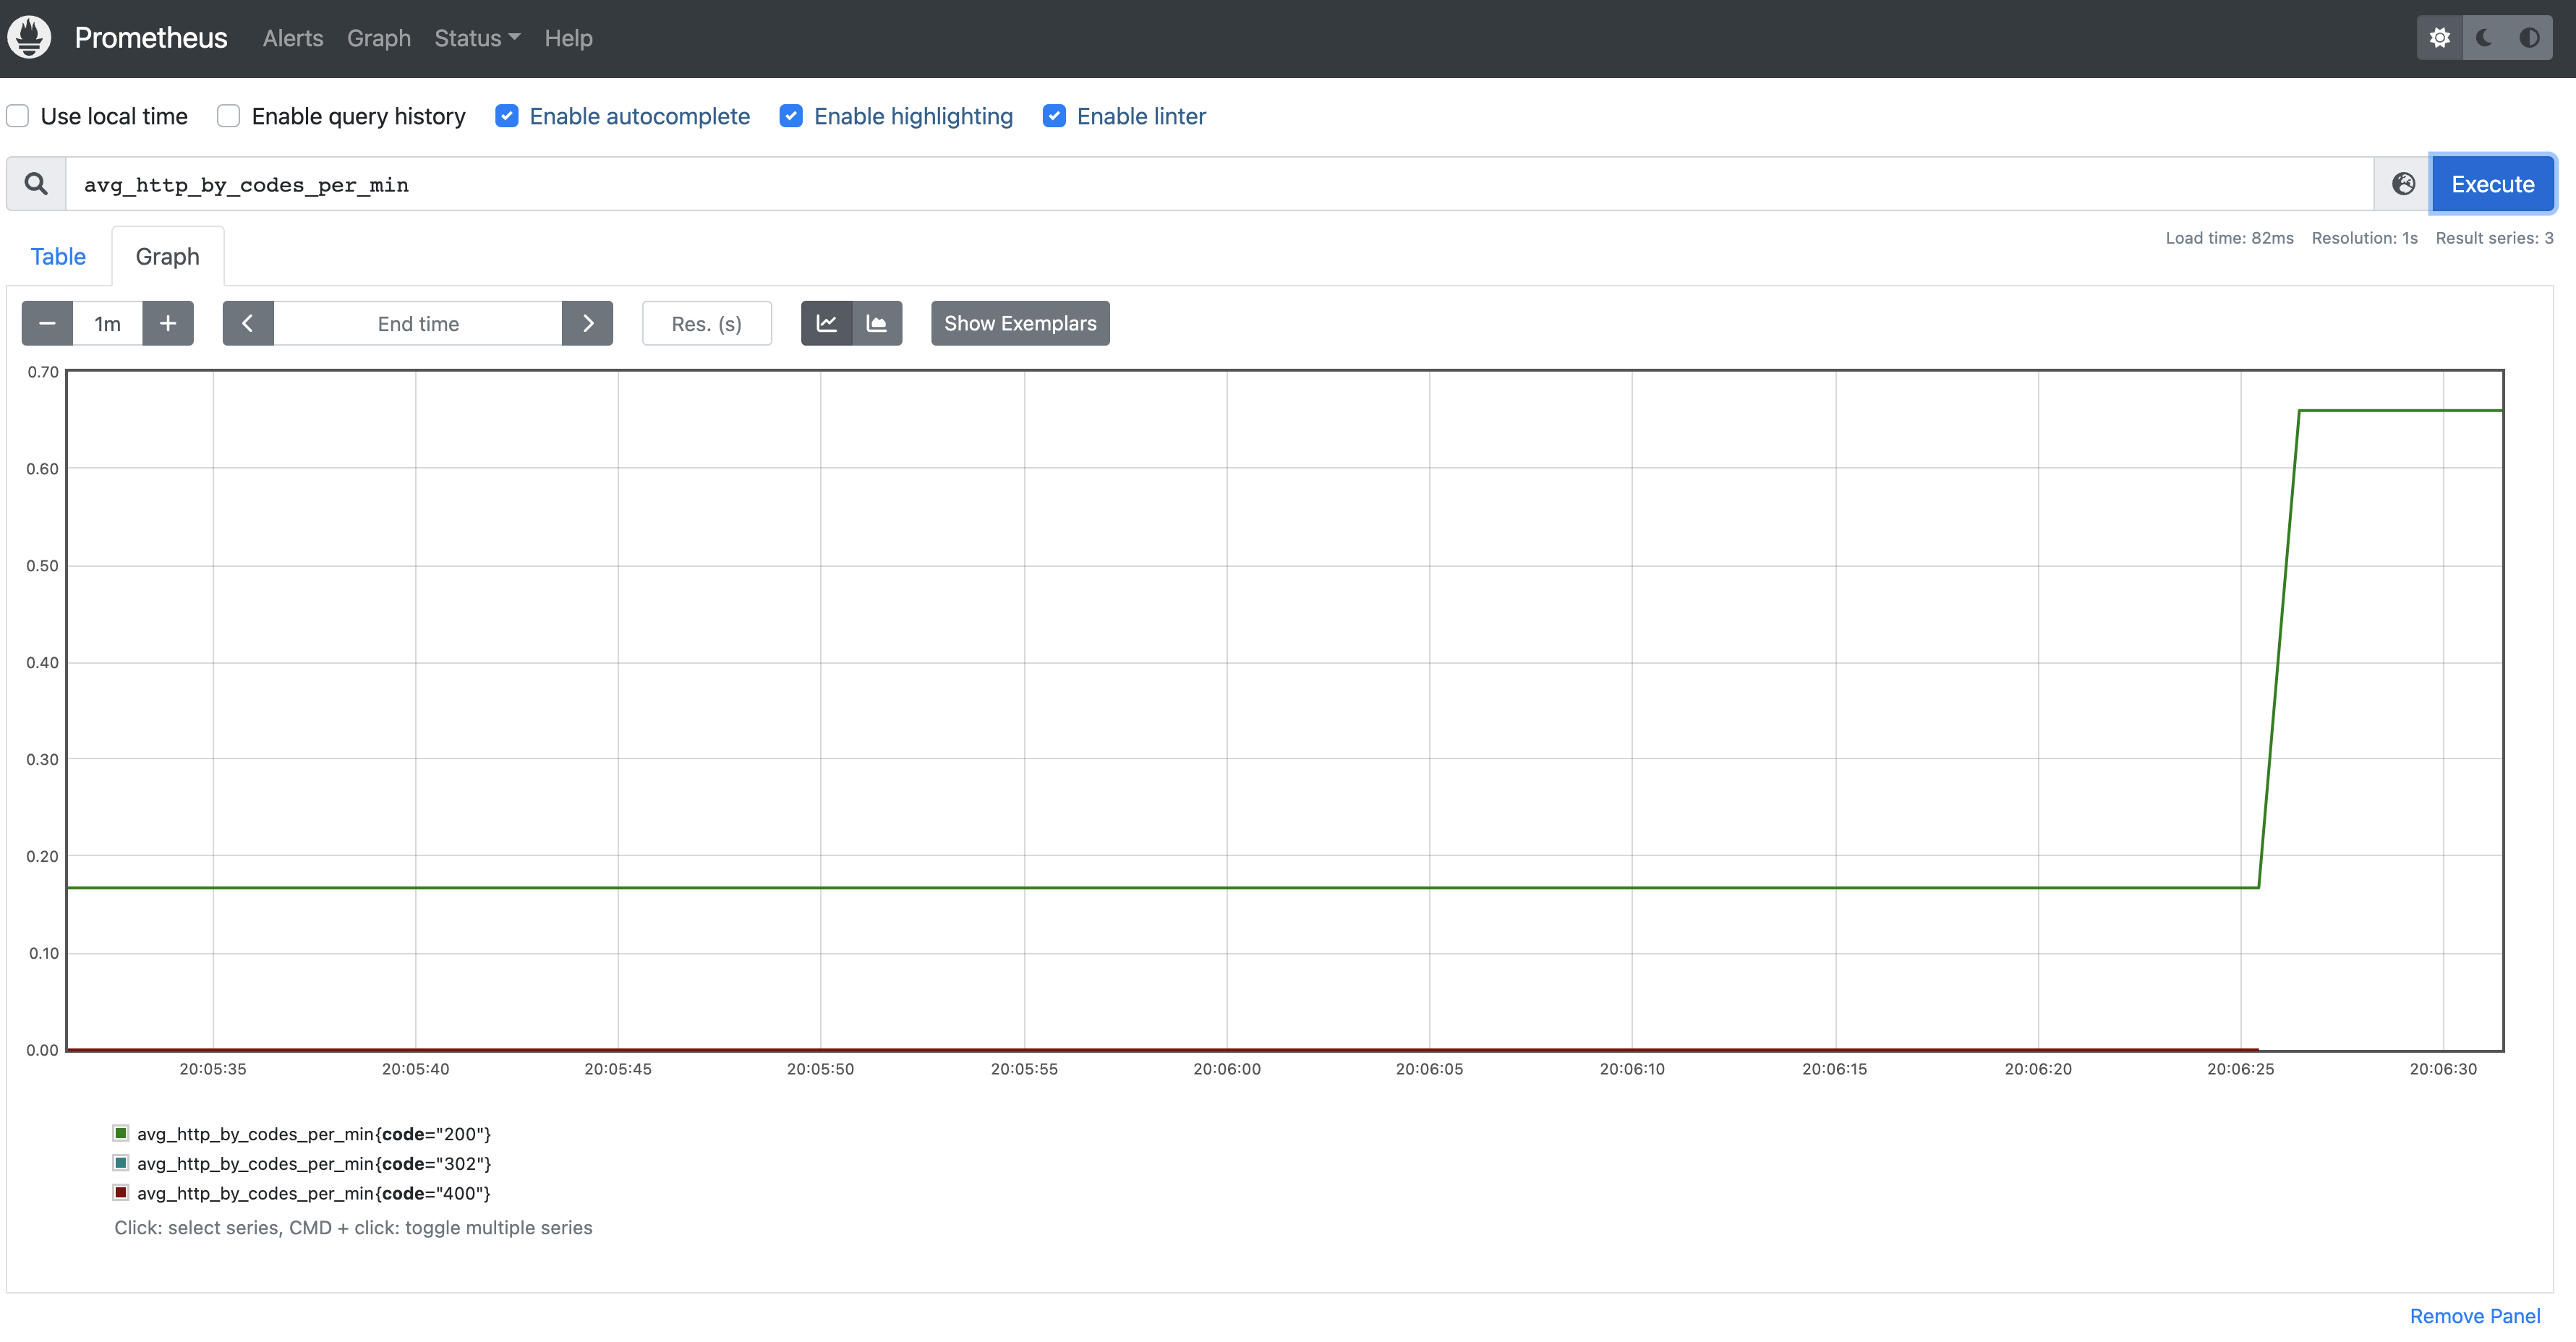 Prometheus Alerts Graph Status Help
Use local time Enable query history Enable autocomplete Enable highlighting Enable linter
avg_http_by_codes_per_min Execute
Load time: 82ms Resolution: 1s Result series: 3
Table Graph
1m End time Res. (s) Show Exemplars
0.70
0.60
0.50
0.40
0.30
0.20
0.10
0.00
20:05:35 20:05:40 20:05:45 20:05:50 20:05:55 20:06:00 20:06:05 20:06:10 20:06:15 20:06:20 20:06:25 20:06:30
avg_http_by_codes_per_min{code="200"}
avg_http_by_codes_per_min{code="302"}
avg_http_by_codes_per_min{code="400"}
Click: select series, CMD + click: toggle multiple series
Remove Panel